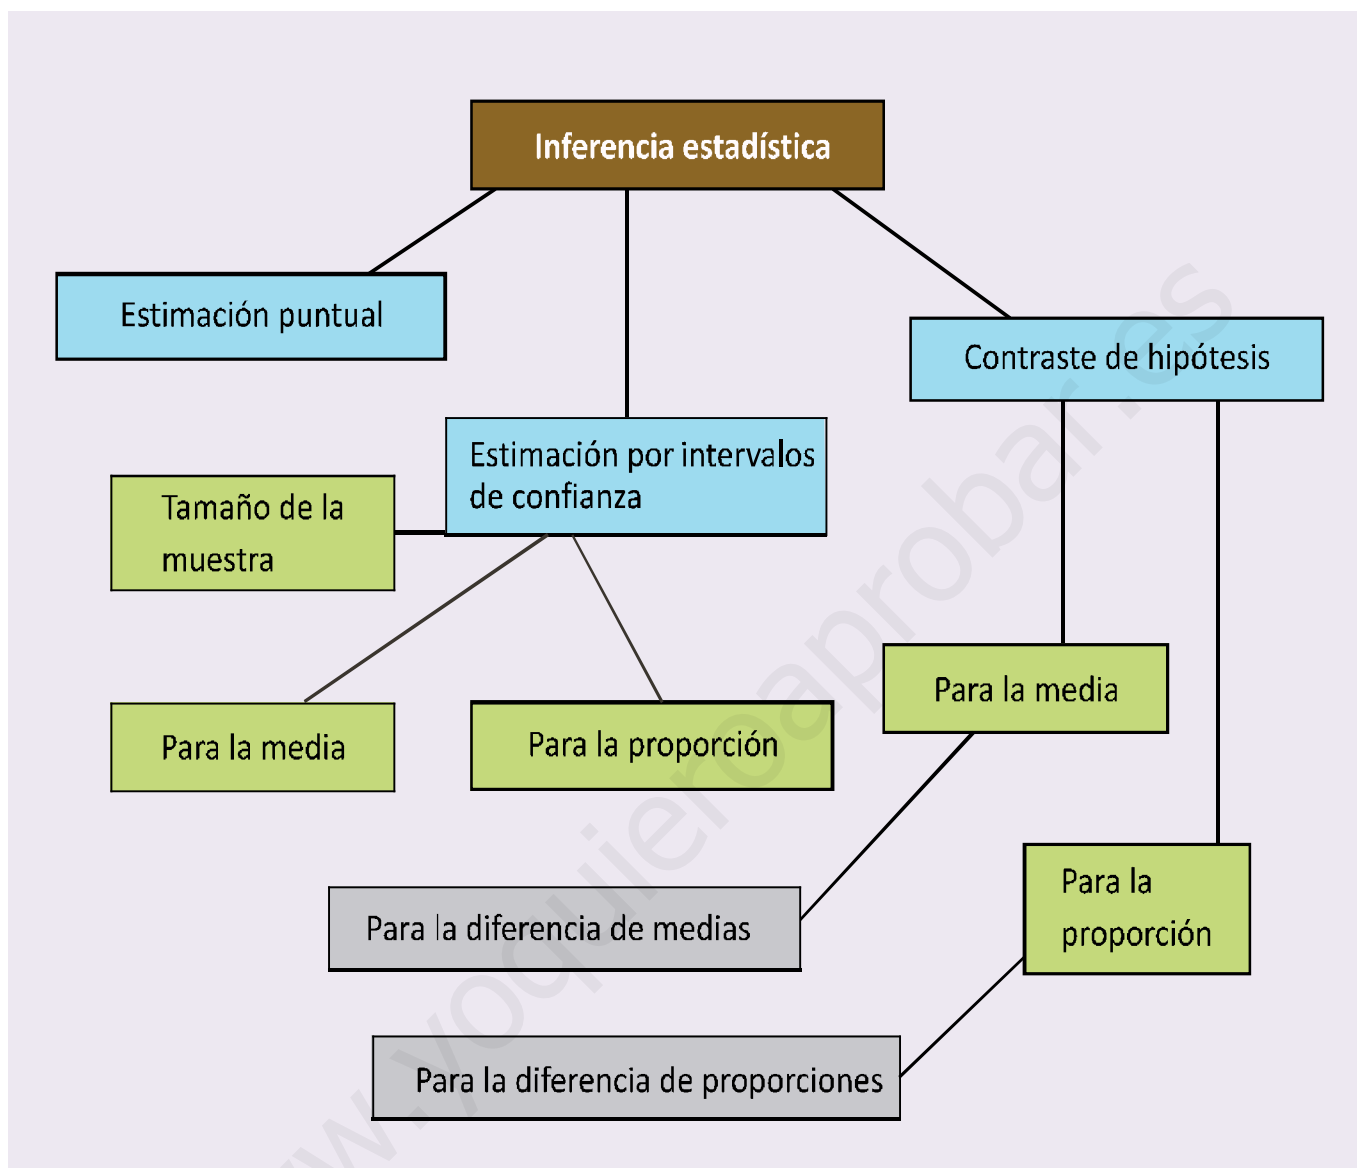 Inferencia estadística
Estimación puntual
Contraste de hipótesis
Estimación por intervalos
de confianza
Tamaño de la
muestra
Para la media
Para la media
Para la proporción
Para la
proporción
Para la diferencia de medias
Para la diferencia de proporciones
www.yoquieroaprobar.es